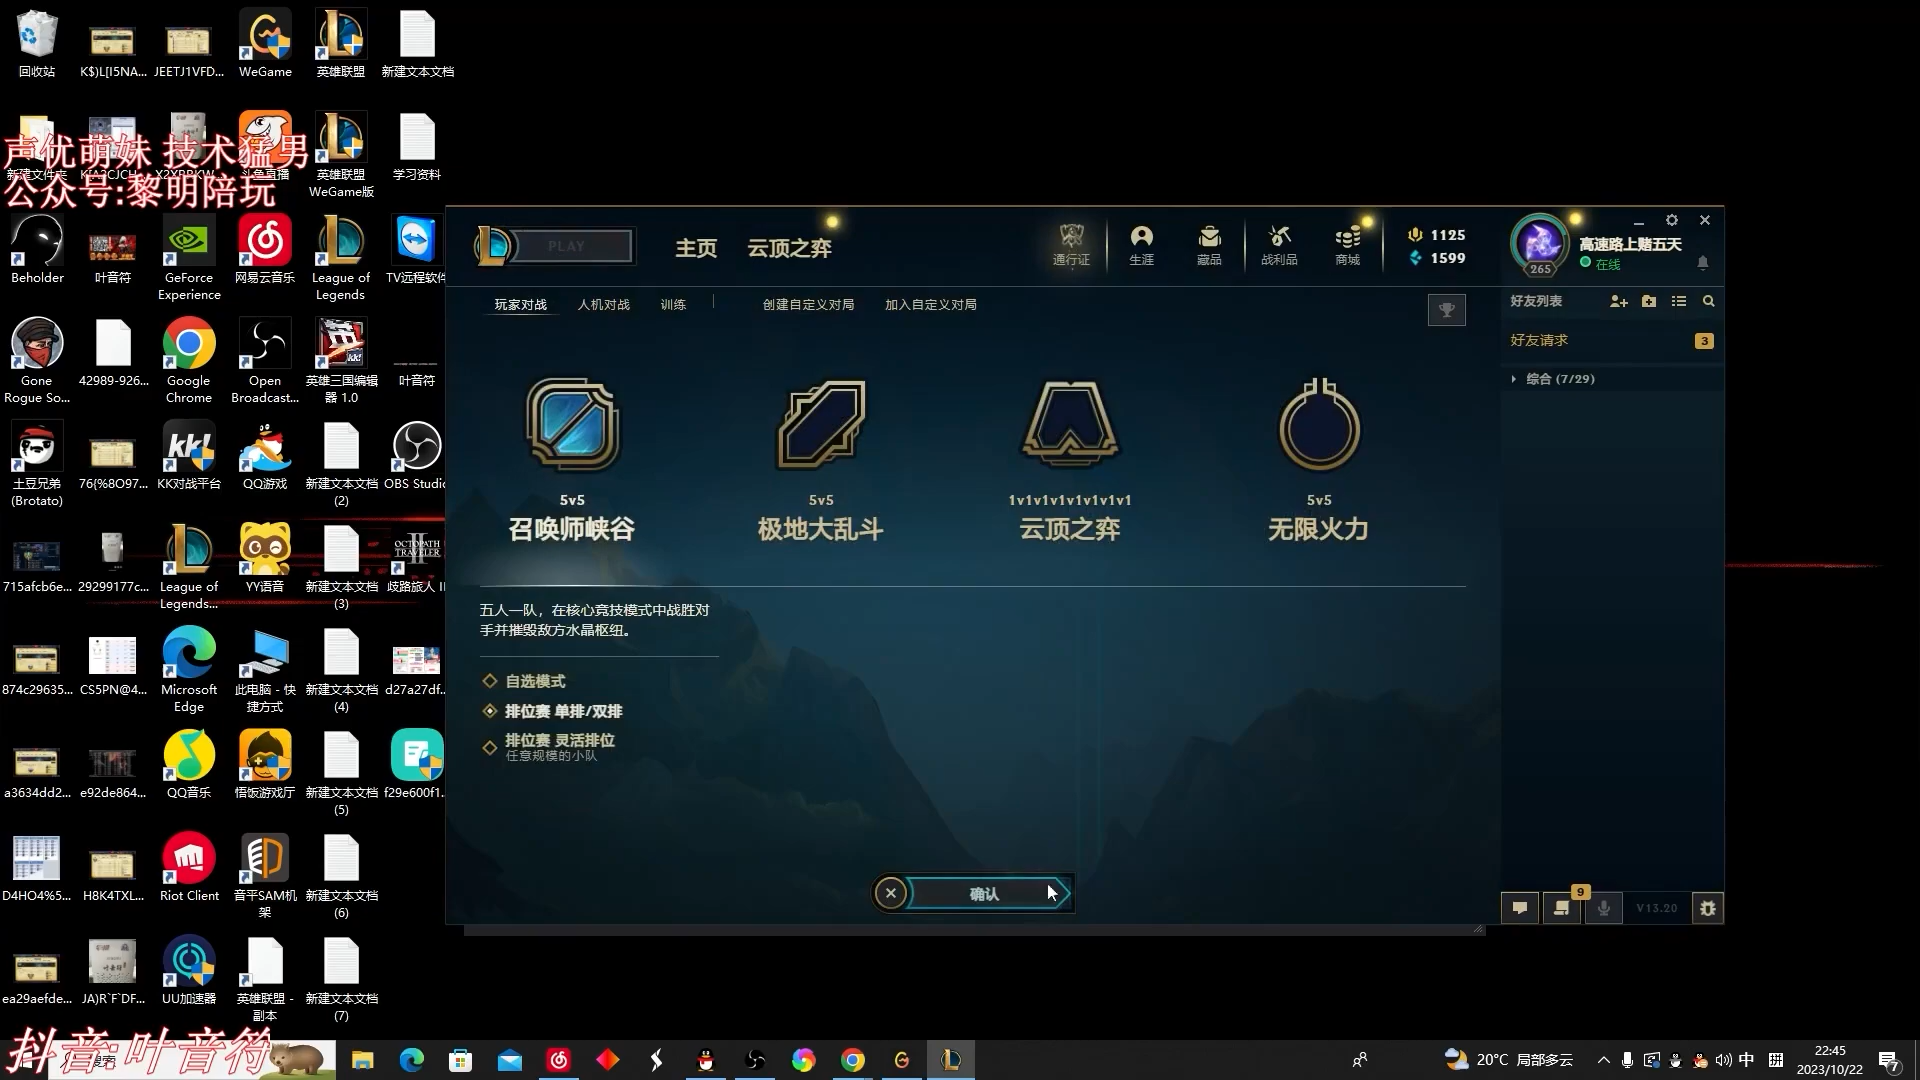 回收站
K$)L[I5NA...
JEETJ1VFD...
WeGame
英雄联盟
新建文本文档
声优萌妹 技术猛男
公众号:黎明陪玩
英雄联盟
WeGame版
学习资料
Beholder
叶音符
GeForce
Experience
网易云音乐
League of
Legends
TV远程软件
Gone
Rogue So...
42989-926...
Google
Chrome
Open
Broadcast...
英雄三国编辑
器 1.0
叶音符
土豆兄弟
(Brotato)
76{%8O97...
KK对战平台
QQ游戏
新建文本文档
(2)
OBS Studio
715afcb6e...
29299177c...
League of
Legends...
YY语音
新建文本文档
(3)
OCTOPATH
TRAVELER
II
歧路旅人 II
874c29635...
CS5PN@4...
Microsoft
Edge
此电脑 - 快
捷方式
新建文本文档
(4)
d27a27df...
a3634dd2...
e92de864...
QQ音乐
悟饭游戏厅
新建文本文档
(5)
f29e600f1...
D4HO4%5...
H8K4TXL...
Riot Client
音平SAM机
架
新建文本文档
(6)
ea29aefde...
JA)R`F`DF...
UU加速器
英雄联盟 -
副本
新建文本文档
(7)
PLAY
主页
云顶之弈
通行证
生涯
藏品
战利品
商城
1125
1599
265
高速路上赌五天
在线
玩家对战
人机对战
训练
创建自定义对局
加入自定义对局
好友列表
好友请求
3
综合 (7/29)
5v5
召唤师峡谷
5v5
极地大乱斗
1v1v1v1v1v1v1v1
云顶之弈
5v5
无限火力
五人一队，在核心竞技模式中战胜对
手并摧毁敌方水晶枢纽。
自选模式
排位赛 单排/双排
排位赛 灵活排位
任意规模的小队
确认
9
V13.20
抖音:叶音符
20°C 局部多云
中
拼
22:45
2023/10/22
7